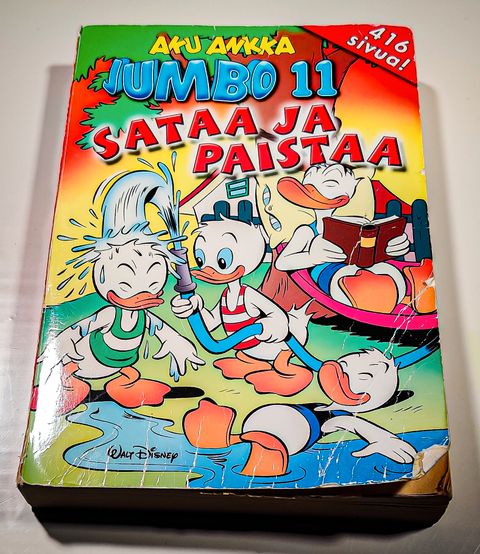 AKU ANKKA
416
sivua!
JUMBO 11
SATAA JA
PAISTAA
WALT DISNEY